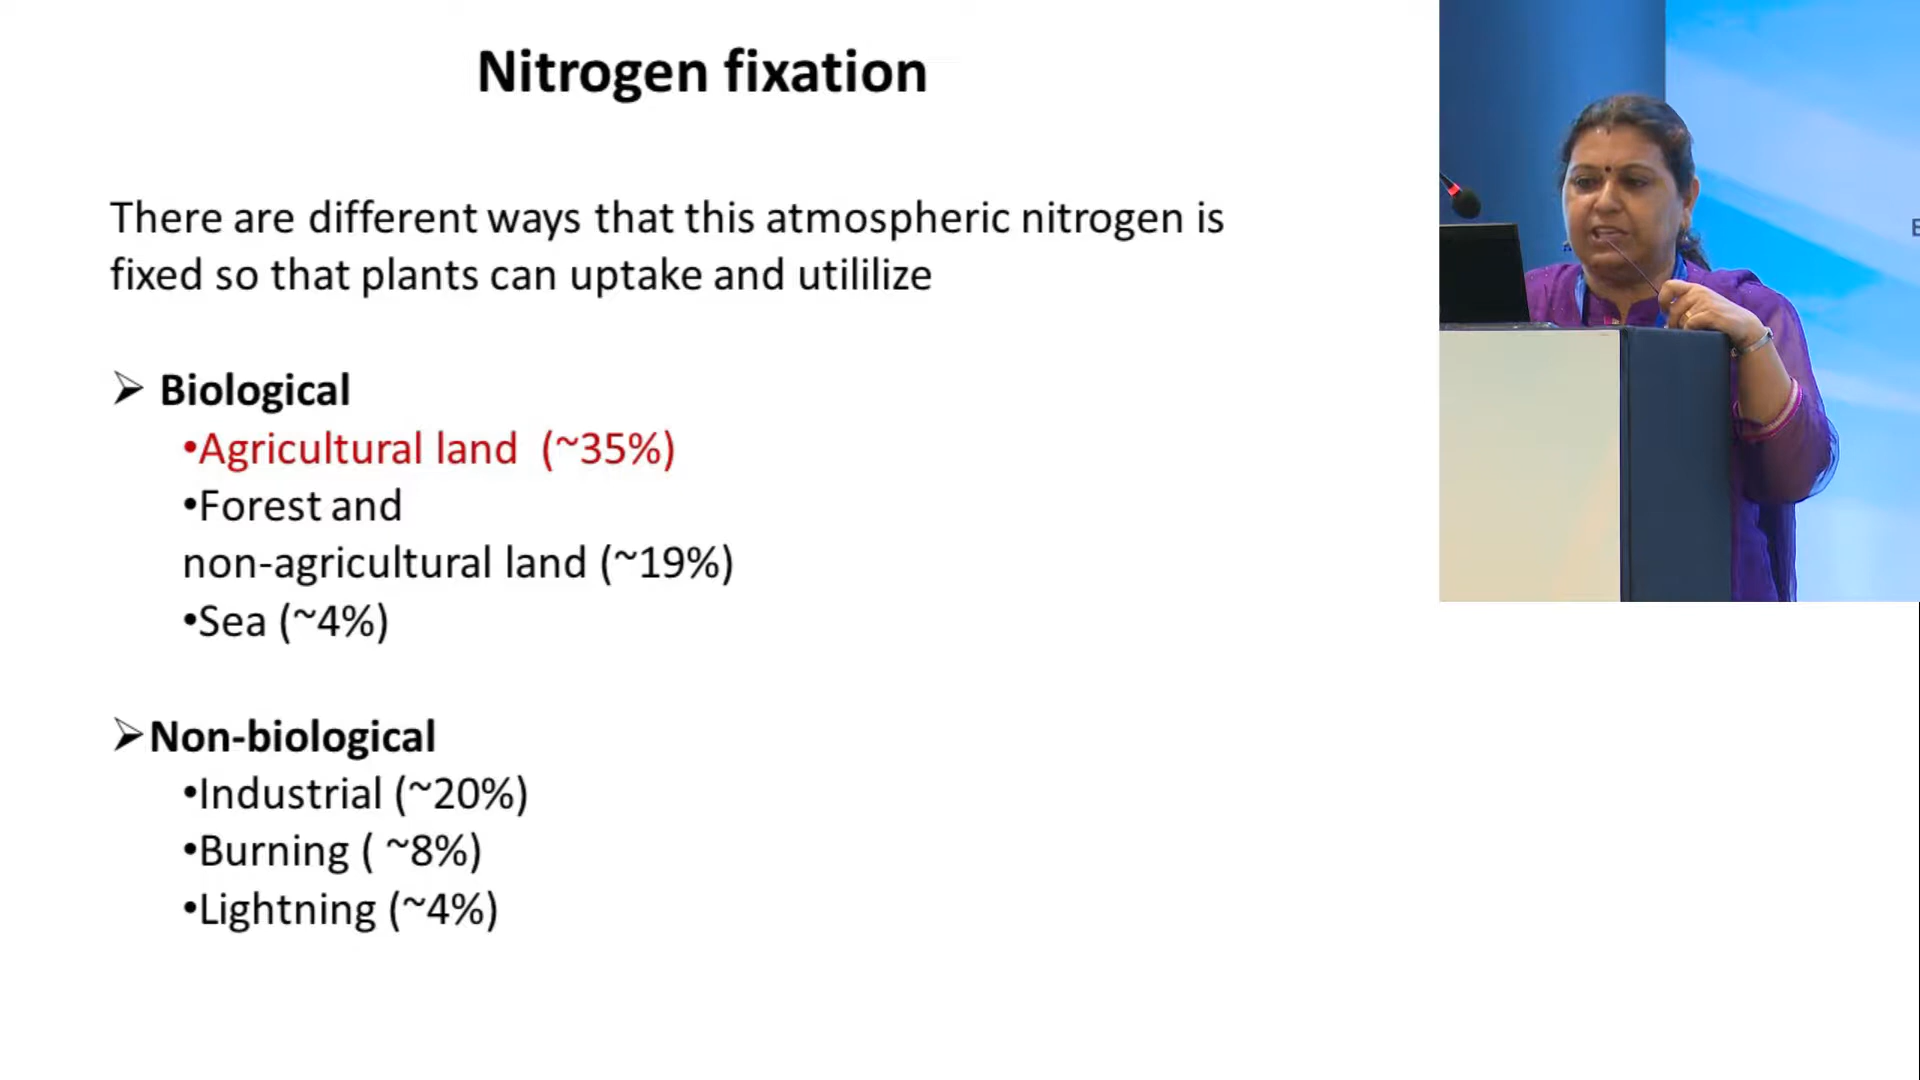 Nitrogen fixation
There are different ways that this atmospheric nitrogen is
fixed so that plants can uptake and utililize
➢ Biological
•Agricultural land (~35%)
•Forest and
non-agricultural land (~19%)
•Sea (~4%)
➢Non-biological
•Industrial (~20%)
•Burning ( ~8%)
•Lightning (~4%)